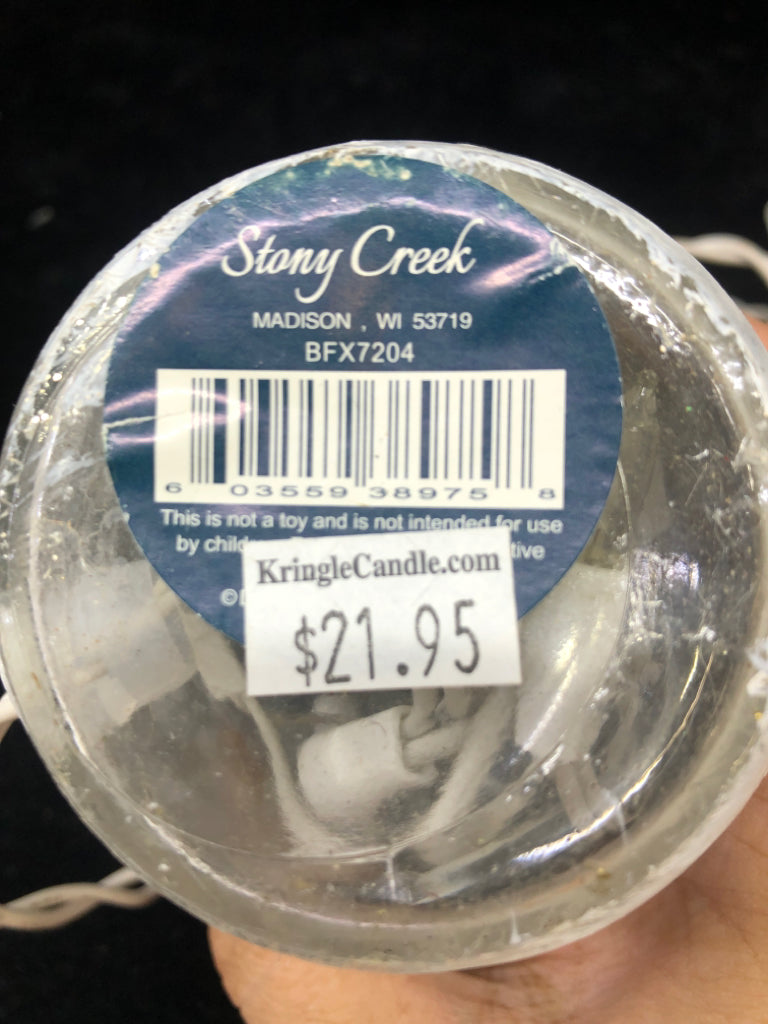 Stony Creek
MADISON , WI 53719
BFX7204
6 03559 38975 8
This is not a toy and is not intended for use
by
©
KringleCandle.com
$21.95